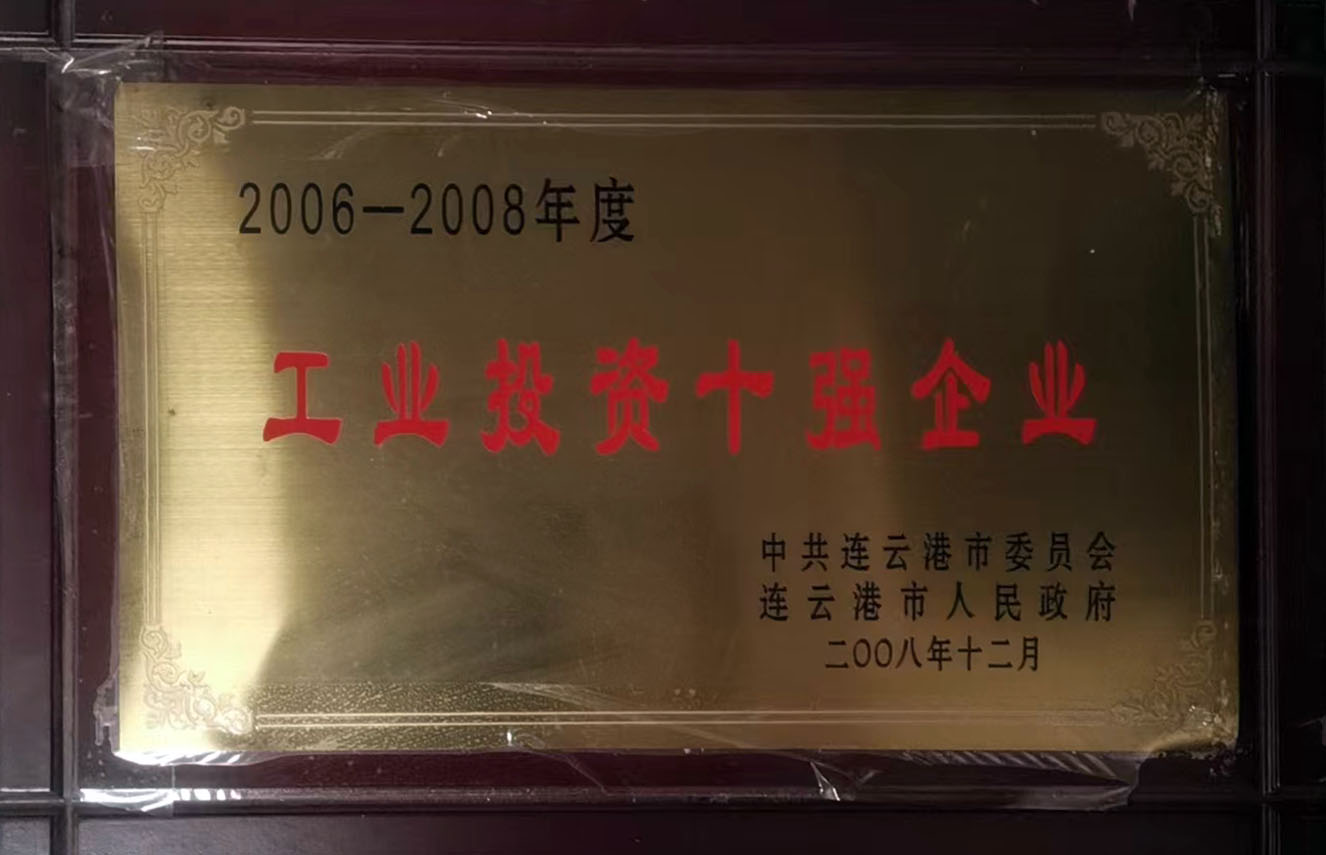 2006—2008年度
工业投资十强企业
中共连云港市委员会
连云港市人民政府
二〇〇八年十二月